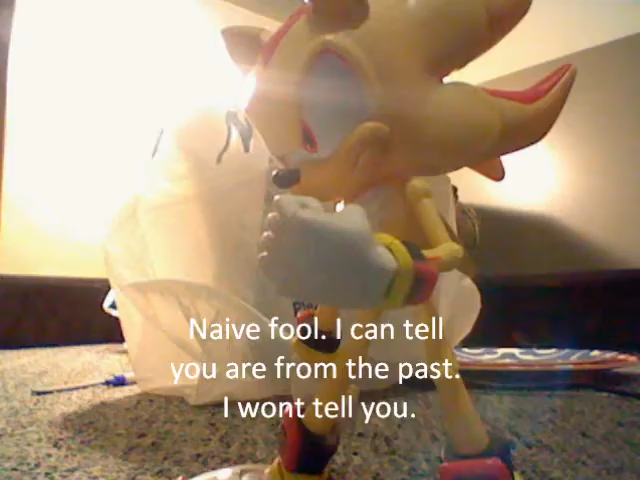 Naive fool. I can tell
you are from the past.
I wont tell you.